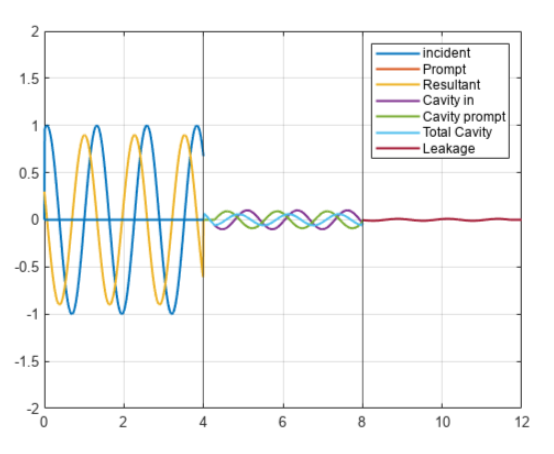 2
1.5
1
0.5
0
-0.5
-1
-1.5
-2
0 2 4 6 8 10 12
incident
Prompt
Resultant
Cavity in
Cavity prompt
Total Cavity
Leakage